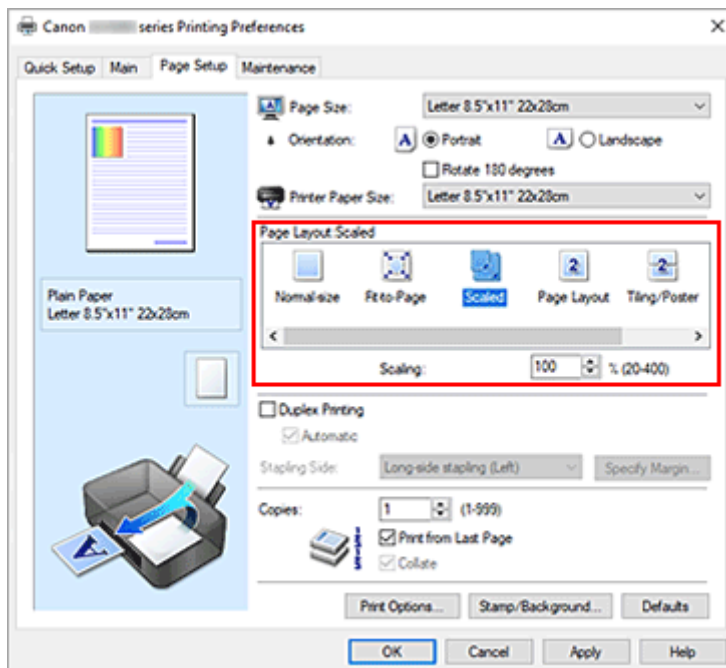 Canon series Printing Preferences
Quick Setup Main Page Setup Maintenance
Page Size: Letter 8.5"x11" 22x28cm
Orientation: A Portrait A Landscape
Rotate 180 degrees
Printer Paper Size: Letter 8.5"x11" 22x28cm
Page Layout:Scaled
Normal-size Fit-to-Page Scaled Page Layout Tiling/Poster
Scaling: 100 % (20-400)
Plain Paper
Letter 8.5"x11" 22x28cm
Duplex Printing
Automatic
Stapling Side: Long-side stapling (Left) Specify Margin...
Copies: 1 (1-999)
Print from Last Page
Collate
Print Options... Stamp/Background... Defaults
OK Cancel Apply Help